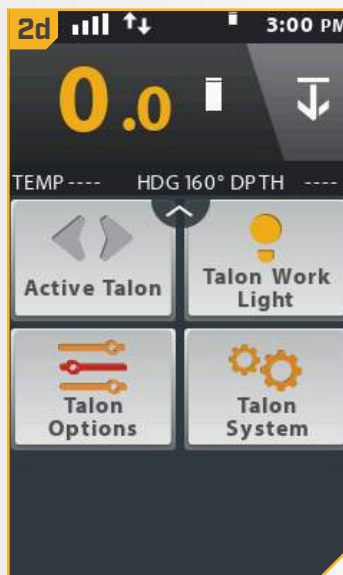 2d
3:00 PM
0.0
TEMP ---- HDG 160° DPTH ----
Active Talon
Talon Work
Light
Talon
Options
Talon
System